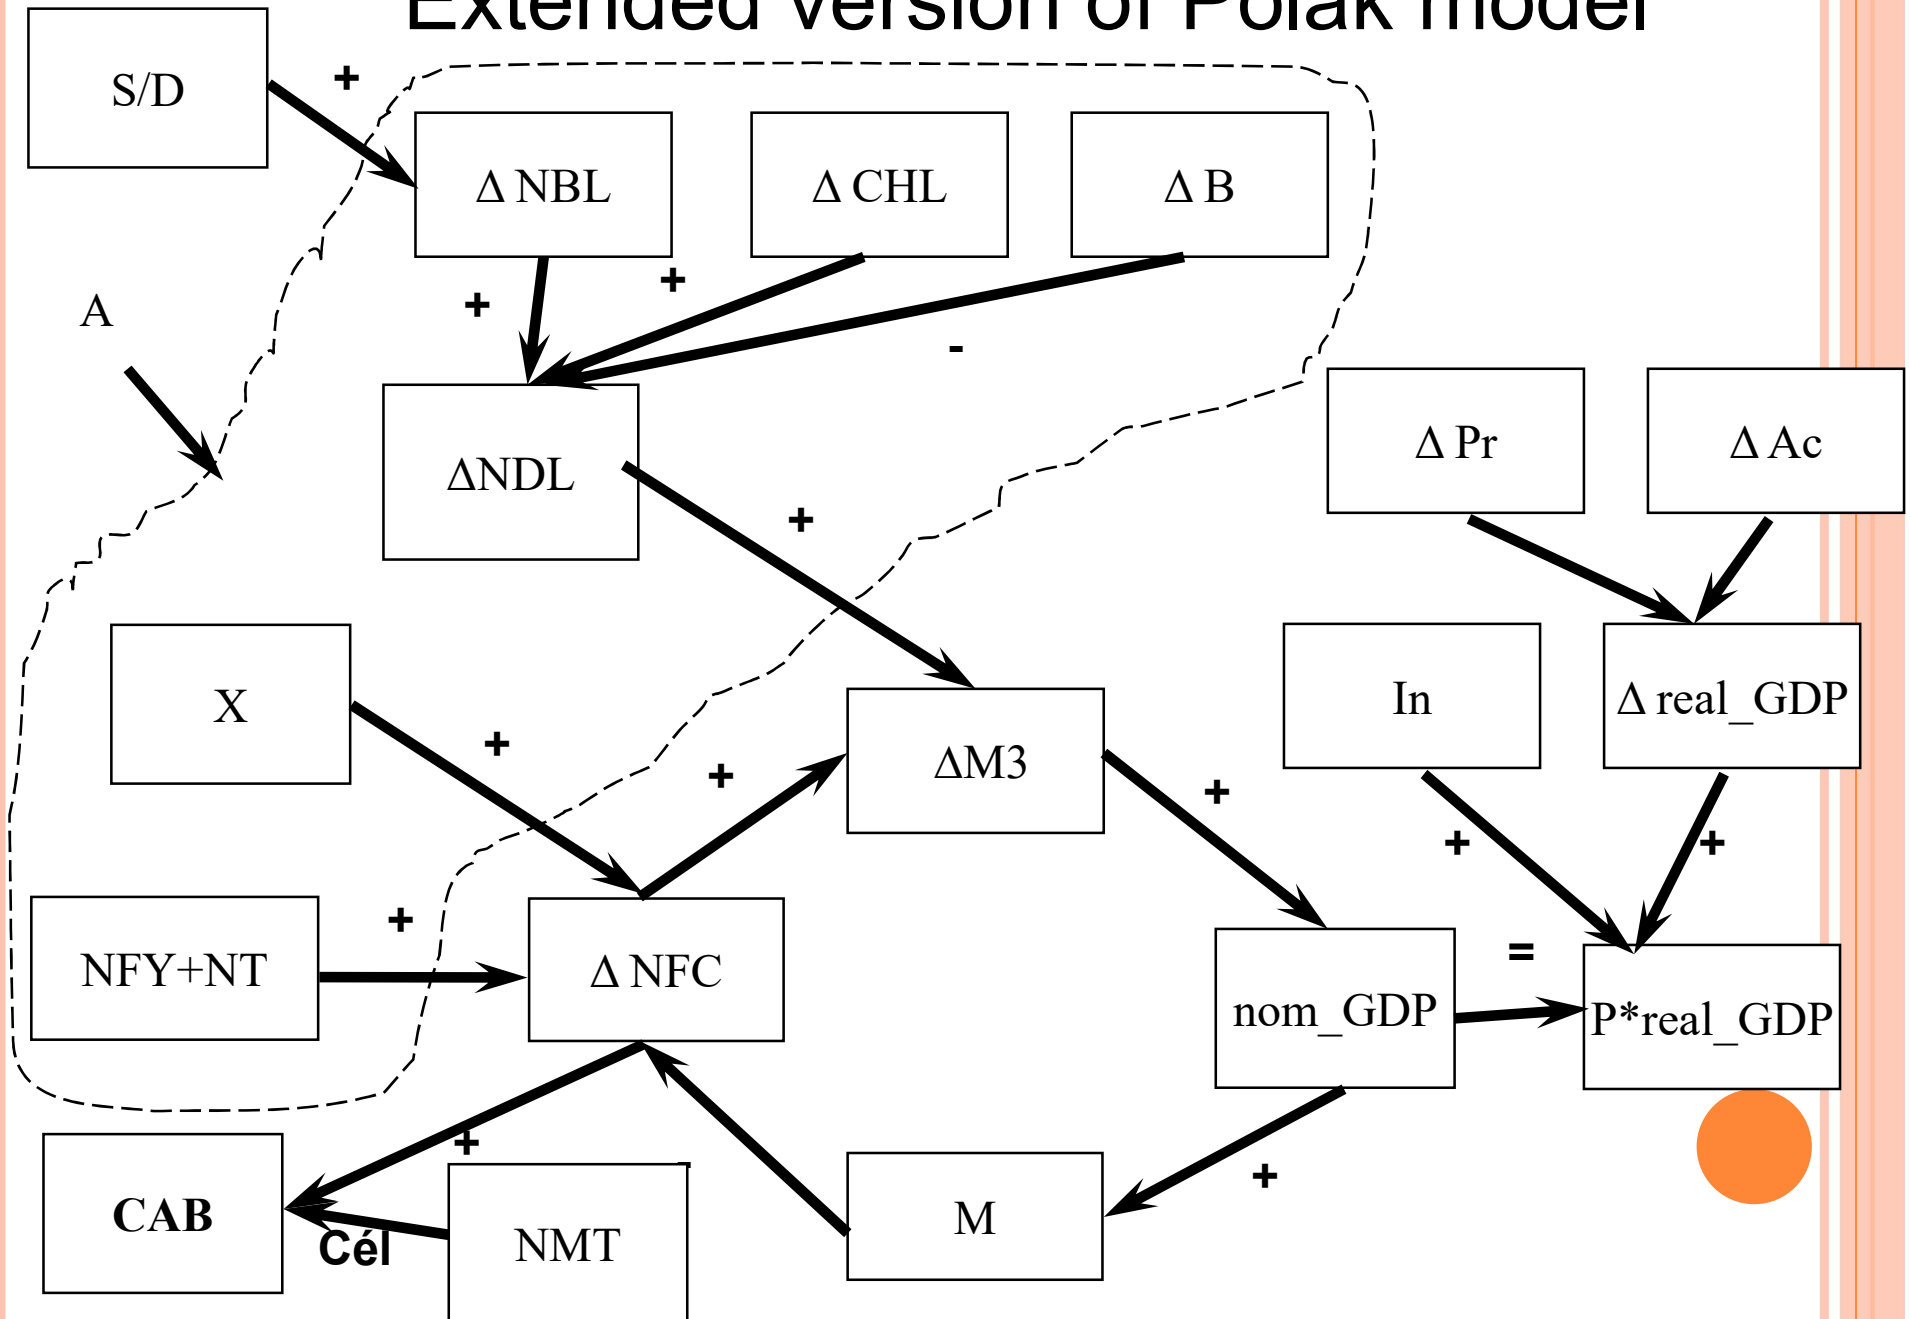 Extended version of Polak model
S/D
+
Δ NBL
Δ CHL
Δ B
+
+
-
A
ΔNDL
+
Δ Pr
Δ Ac
X
+
+
ΔM3
+
In
Δ real_GDP
+
+
NFY+NT
+
Δ NFC
nom_GDP
=
P*real_GDP
+
-
+
CAB
Cél
NMT
M